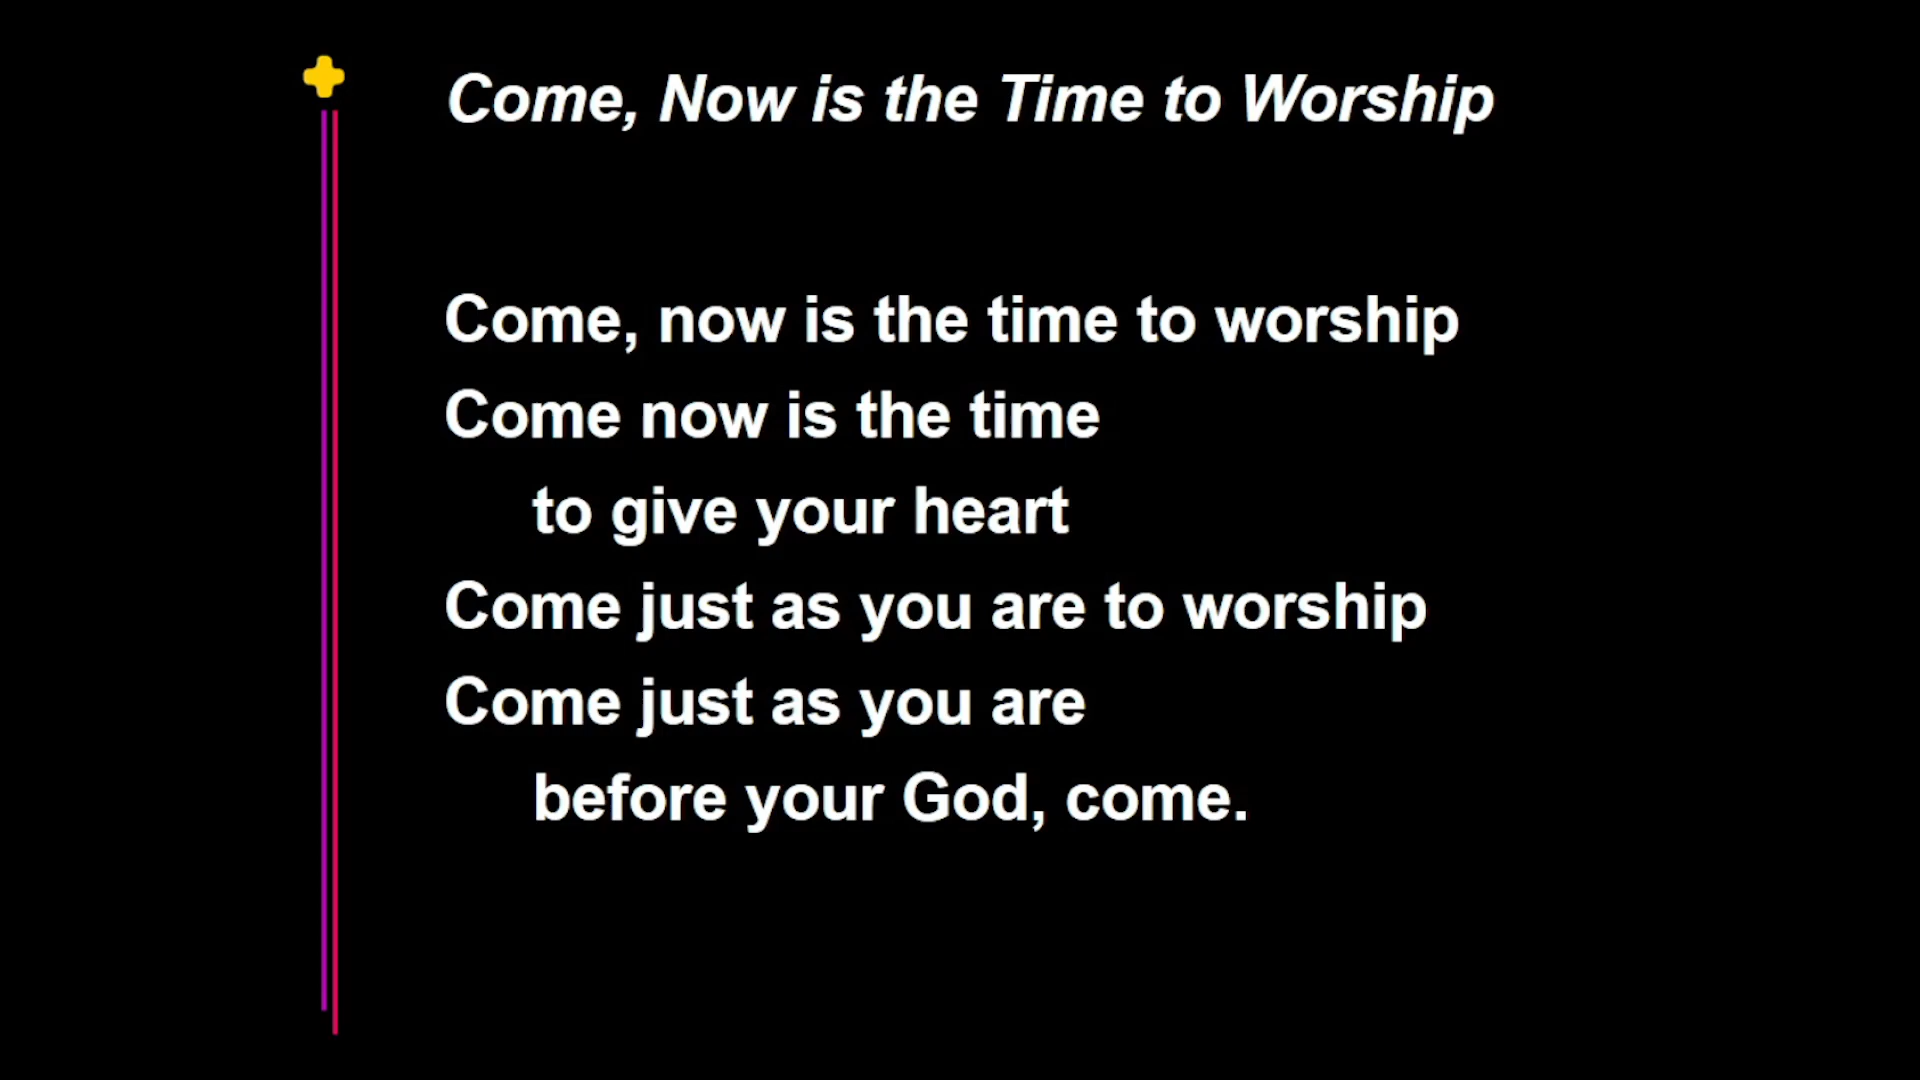 Come, Now is the Time to Worship
Come, now is the time to worship
Come now is the time
to give your heart
Come just as you are to worship
Come just as you are
before your God, come.